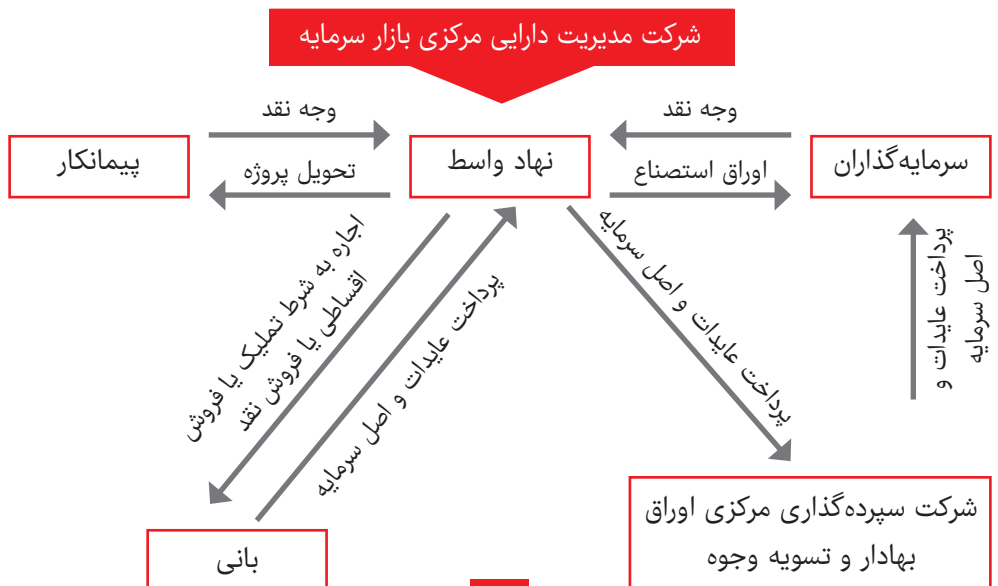 شرکت مدیریت دارایی مرکزی بازار سرمایه
وجه نقد
وجه نقد
سرمایه‌گذاران
نهاد واسط
پیمانکار
اوراق استصناع
تحویل پروژه
پرداخت عایدات و
اصل سرمایه
پرداخت عایدات و اصل سرمایه
اجاره به شرط تملیک یا فروش
اقساطی یا فروش نقد
پرداخت عایدات و اصل سرمایه
شرکت سپرده‌گذاری مرکزی اوراق
بهادار و تسویه وجوه
بانی